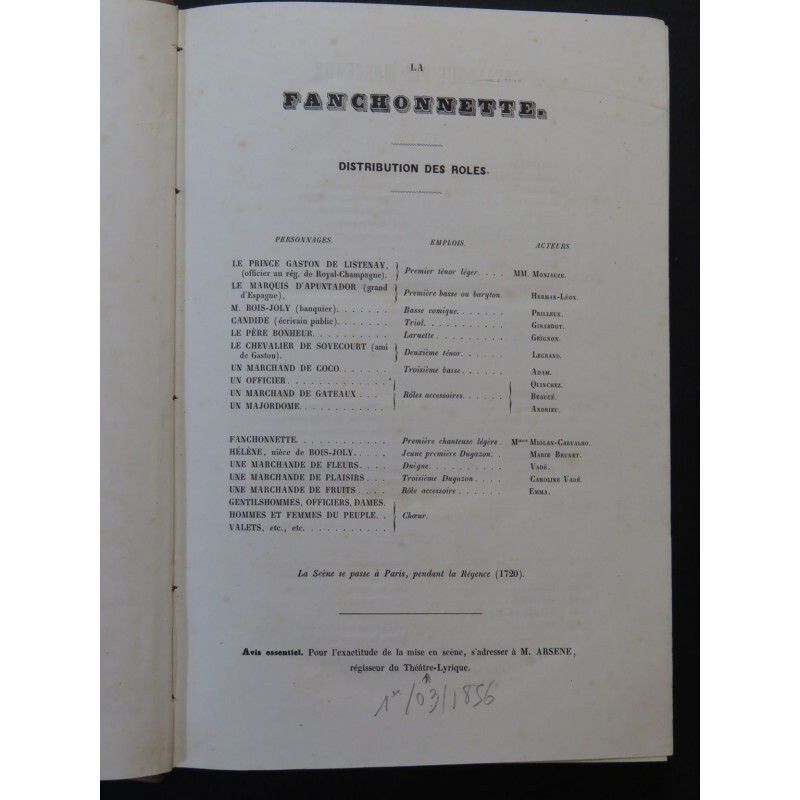 LA
FANCHONNETTE.
DISTRIBUTION DES ROLES.
PERSONNAGES. EMPLOIS. ACTEURS.
LE PRINCE GASTON DE LISTENAY,
(officier au rég. de Royal-Champagne). Premier ténor léger. . . . MM. MONJAUZE.
LE MARQUIS D'APUNTADOR (grand
d'Espagne), Première basse ou baryton. HERMAN-LÉON.
M. BOIS-JOLY (banquier). . . . . . . Basse comique. . . . . . PRILLEUX.
CANDIDE (écrivain public). . . . . . . Trial. . . . . . . . . . . GIRARDOT.
LE PÈRE BONHEUR. . . . . . . . . . Laruette. . . . . . . . . GRIGNON.
LE CHEVALIER DE SOYECOURT (ami
de Gaston). Deuxième ténor. . . . . . LEGRAND.
UN MARCHAND DE COCO. . . . . . . Troisième basse. . . . . ADAM.
UN OFFICIER . . . . . . . . . . . . QUINCHEZ.
UN MARCHAND DE GATEAUX . . . . Rôles accessoires. . . . . BEAUCÉ.
UN MAJORDOME. . . . . . . . . . . ANDRIEU.
FANCHONNETTE. . . . . . . . . . . Première chanteuse légère . Mmes MIOLAN-CARVALHO.
HÉLÈNE, nièce de BOIS-JOLY. . . . . Jeune première Dugazon. . . MARIE BRUNET.
UNE MARCHANDE DE FLEURS. . . . Duègne. . . . . . . . . . VADÉ.
UNE MARCHANDE DE PLAISIRS . . . Troisième Dugazon . . . . CAROLINE VADÉ.
UNE MARCHANDE DE FRUITS . . . . Rôle accessoire . . . . . . EMMA.
GENTILSHOMMES, OFFICIERS, DAMES.
HOMMES ET FEMMES DU PEUPLE. . Chœur.
VALETS, etc., etc. . . . . . . . . . .
La Scène se passe à Paris, pendant la Régence (1720).
Avis essentiel. Pour l'exactitude de la mise en scène, s'adresser à M. ARSENE,
régisseur du Théâtre-Lyrique.
1er/03/1856